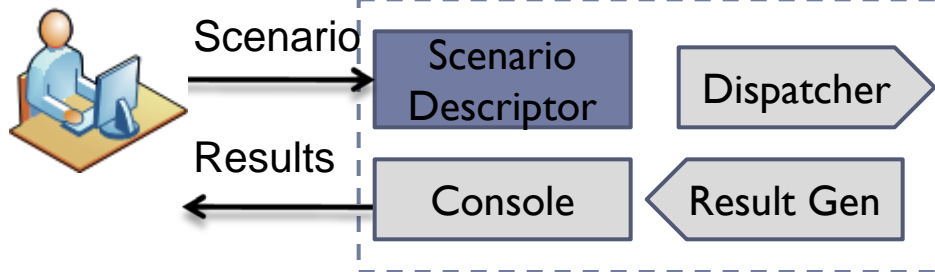 Scenario
Scenario
Descriptor
Dispatcher
Results
Console
Result Gen